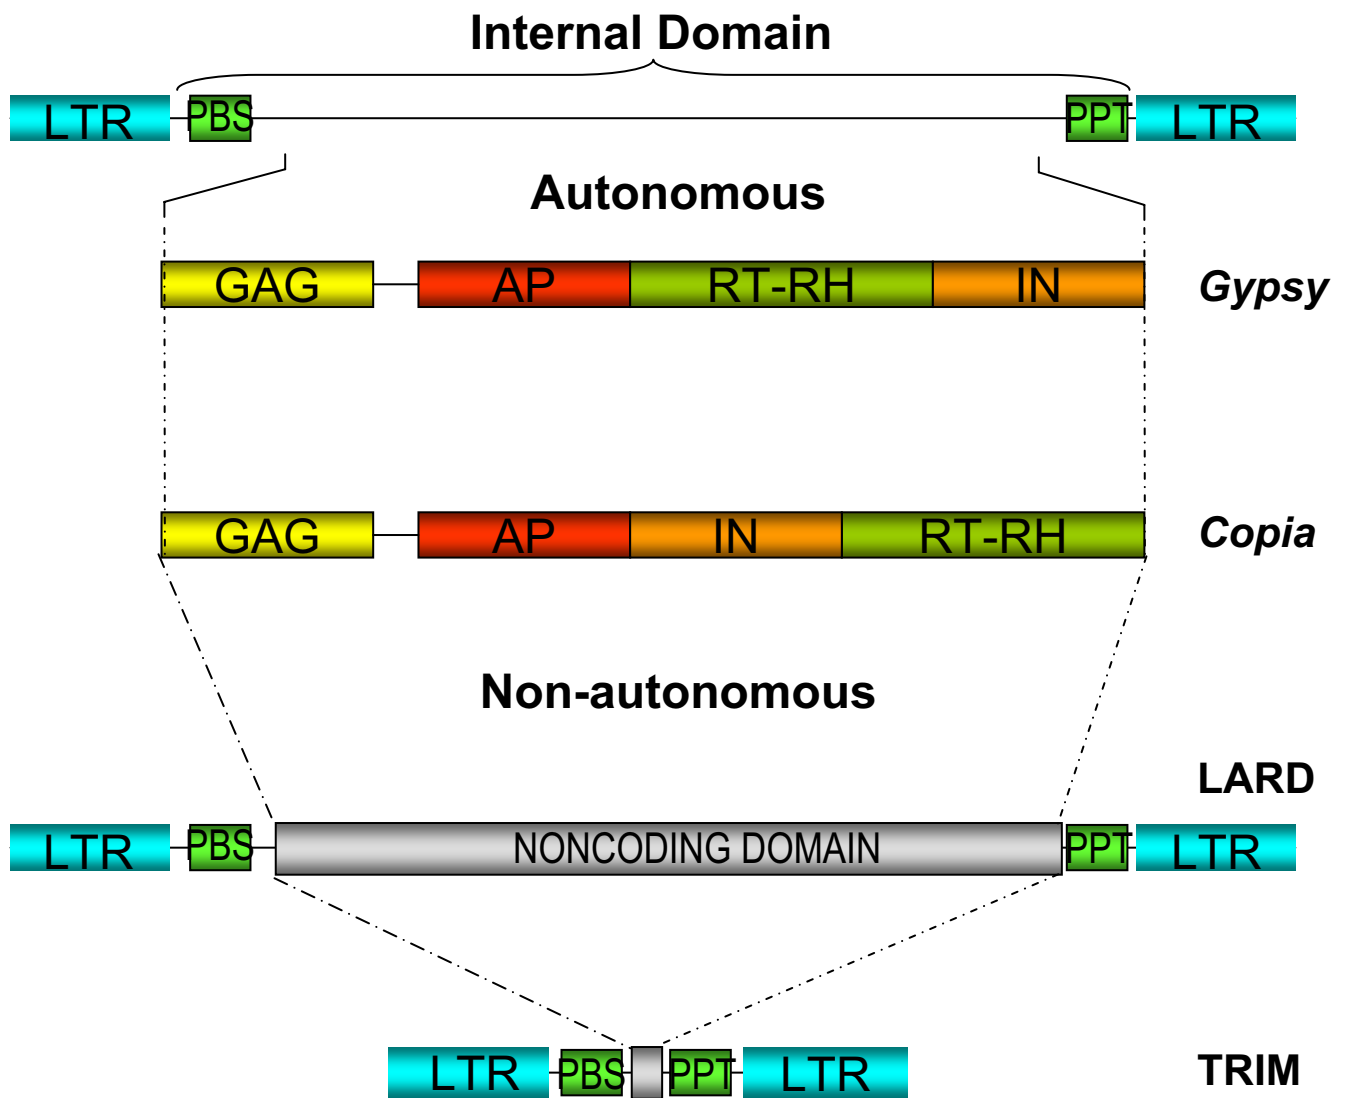 Internal Domain
LTR PBS PPT LTR
Autonomous
GAG AP RT-RH IN Gypsy
GAG AP IN RT-RH Copia
Non-autonomous
LARD
LTR PBS NONCODING DOMAIN PPT LTR
LTR PBS PPT LTR TRIM